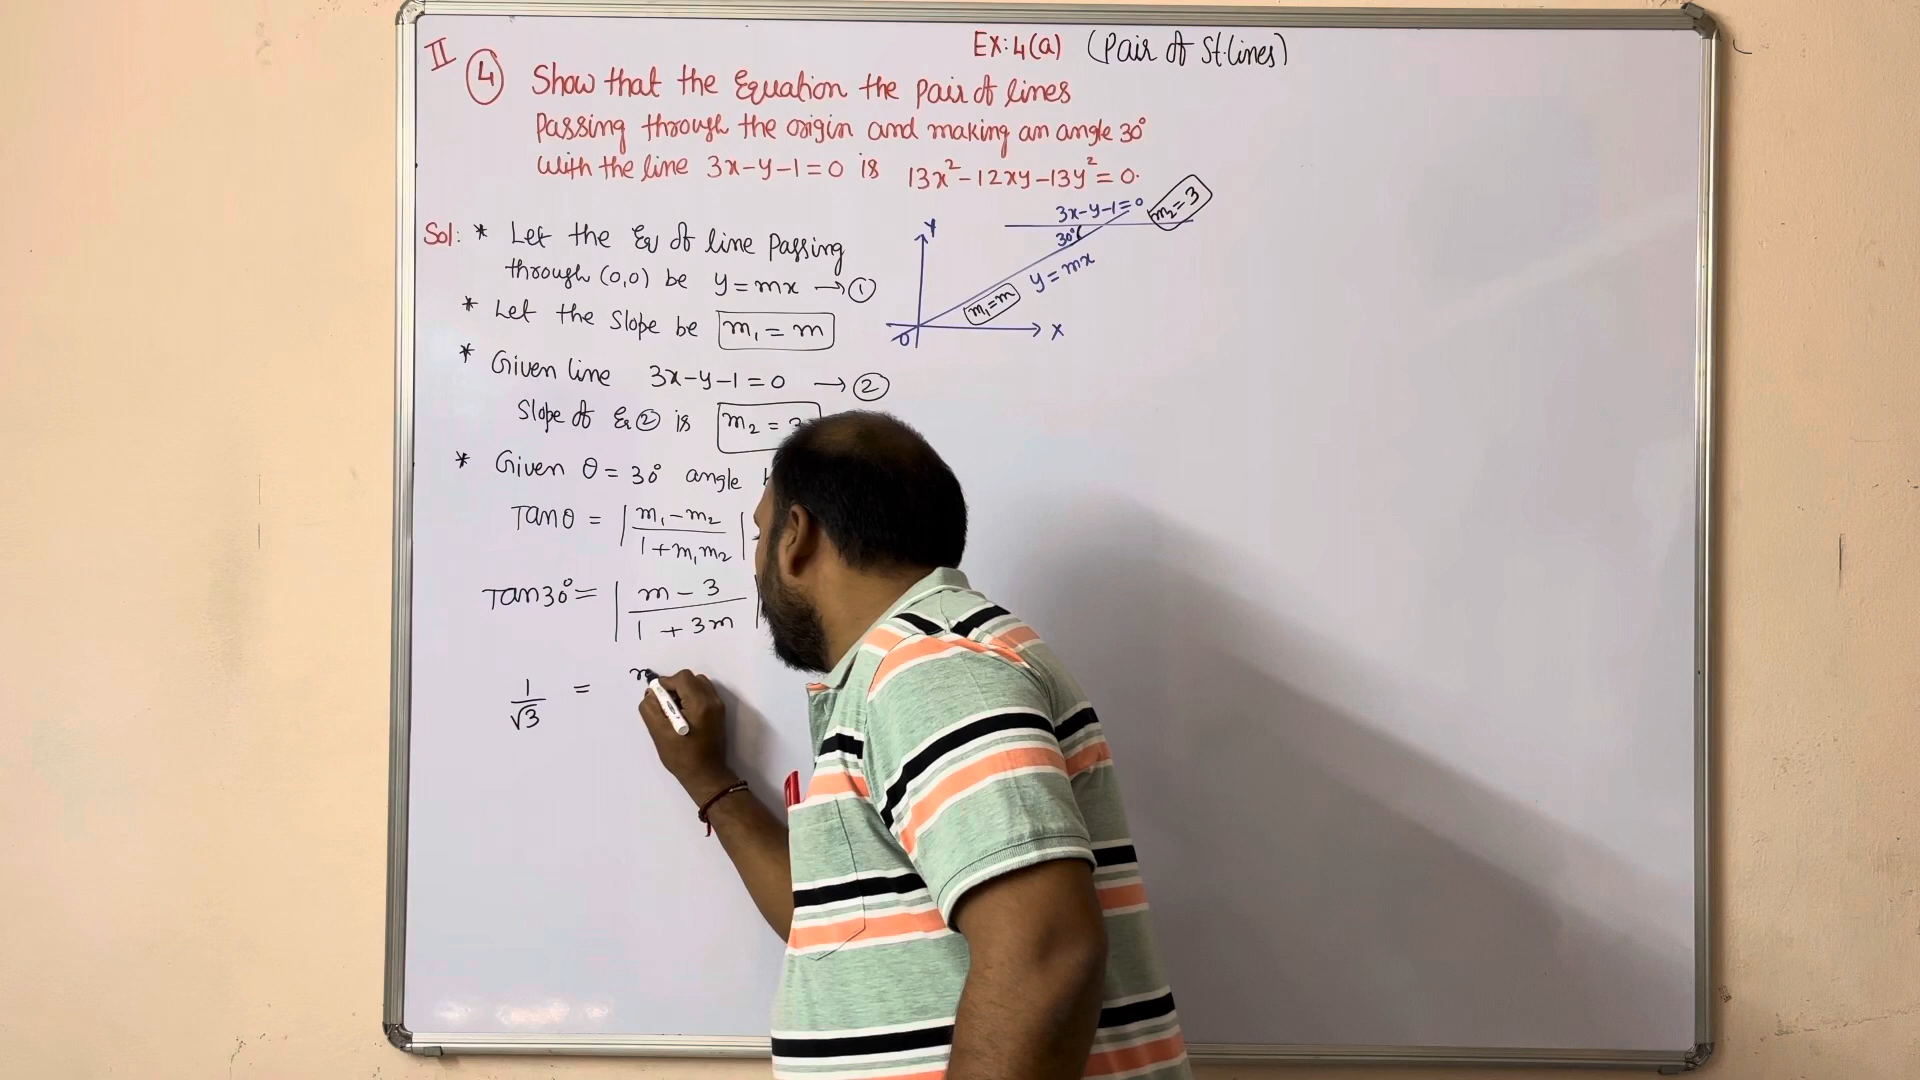 Ex: 4(a) (Pair of St.lines)
II
4 Show that the Equation the pair of lines
passing through the origin and making an angle 30°
with the line 3x-y-1=0 is 13x²-12xy-13y²=0.
Sol: * Let the Eq of line passing
through (0,0) be y=mx → ①
* Let the slope be m₁ = m
* Given line 3x-y-1=0 → ②
Slope of Eq ② is m₂ =
* Given θ = 30° angle
Tanθ = | m₁-m₂ / 1+m₁m₂ |
Tan30° = | m-3 / 1+3m |
1/√3 = m
Y
3x-y-1=0
m₂=3
30°
y=mx
m₁=m
O
X